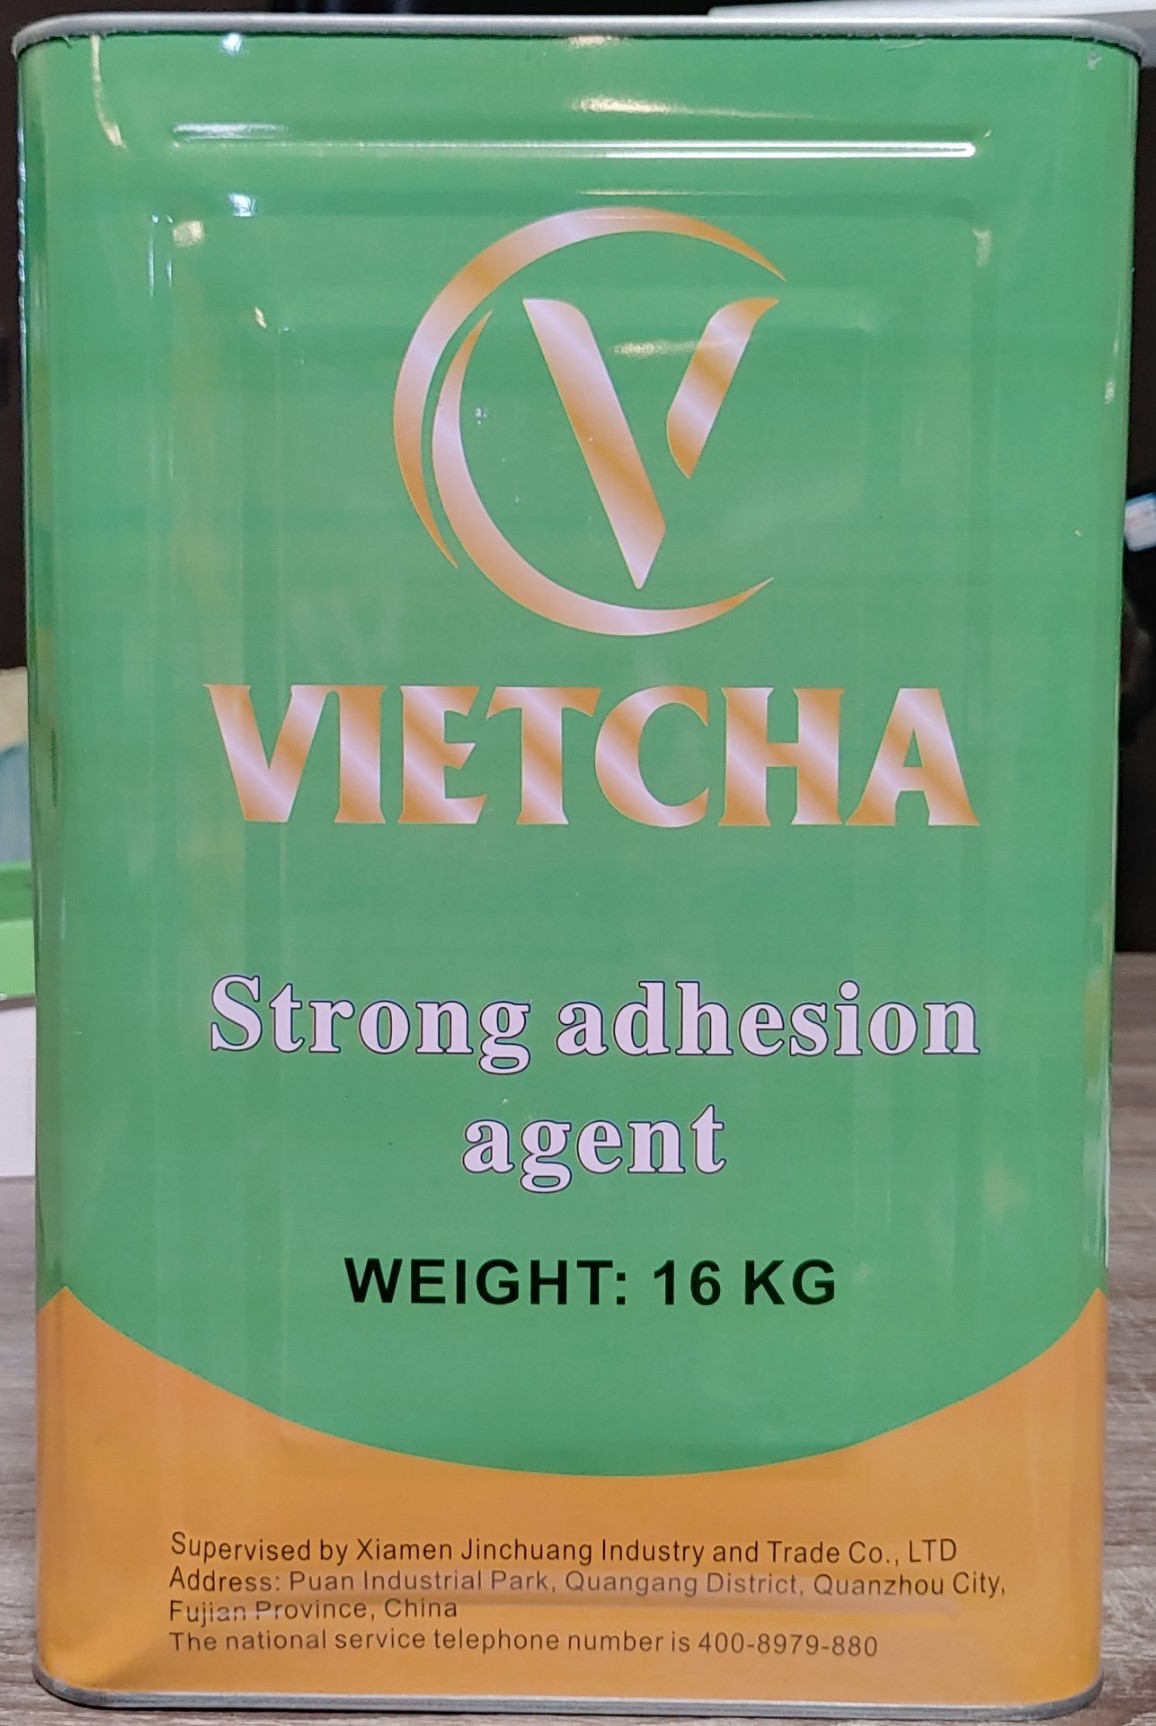 V
VIETCHA
Strong adhesion
agent
WEIGHT: 16 KG
Supervised by Xiamen Jinchuang Industry and Trade Co., LTD
Address: Puan Industrial Park, Quangang District, Quanzhou City,
Fujian Province, China
The national service telephone number is 400-8979-880